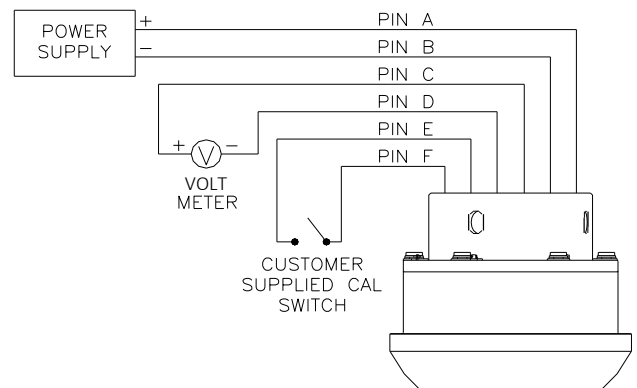 POWER
SUPPLY
+
−
PIN A
PIN B
PIN C
PIN D
PIN E
PIN F
+
V
−
VOLT
METER
CUSTOMER
SUPPLIED CAL
SWITCH